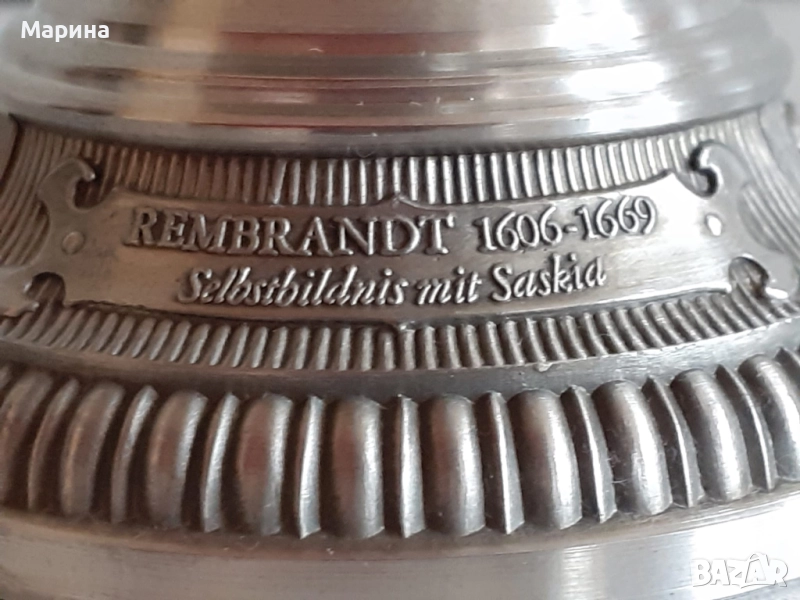 Марина
REMBRANDT 1606-1669
Selbstbildnis mit Saskia
BAZAR